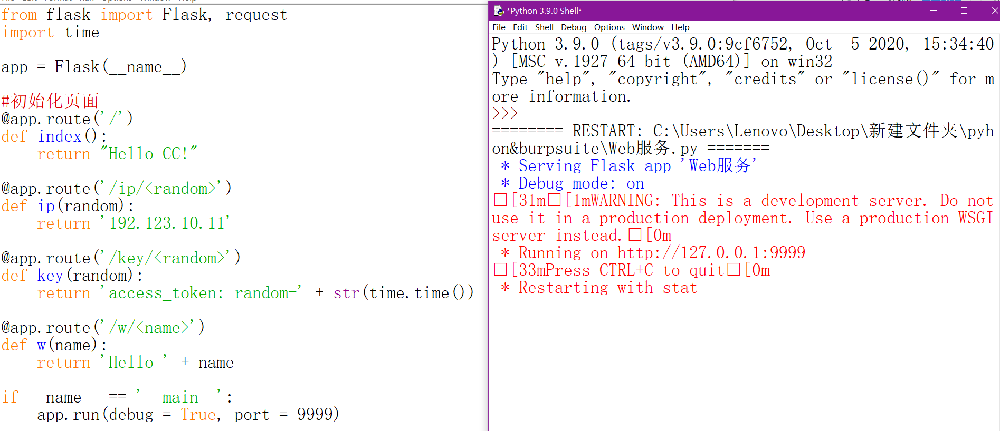 from flask import Flask, request
import time
app = Flask(__name__)
#初始化页面
@app.route('/')
def index():
    return "Hello CC!"
@app.route('/ip/<random>')
def ip(random):
    return '192.123.10.11'
@app.route('/key/<random>')
def key(random):
    return 'access_token: random-' + str(time.time())
@app.route('/w/<name>')
def w(name):
    return 'Hello ' + name
if __name__ == '__main__':
    app.run(debug = True, port = 9999)
*Python 3.9.0 Shell*
File Edit Shell Debug Options Window Help
Python 3.9.0 (tags/v3.9.0:9cf6752, Oct  5 2020, 15:34:40
) [MSC v.1927 64 bit (AMD64)] on win32
Type "help", "copyright", "credits" or "license()" for m
ore information.
>>>
======== RESTART: C:\Users\Lenovo\Desktop\新建文件夹\pyh
on&burpsuite\Web服务.py =======
 * Serving Flask app 'Web服务'
 * Debug mode: on
□[31m□[1mWARNING: This is a development server. Do not
use it in a production deployment. Use a production WSGI
server instead.□[0m
 * Running on http://127.0.0.1:9999
□[33mPress CTRL+C to quit□[0m
 * Restarting with stat